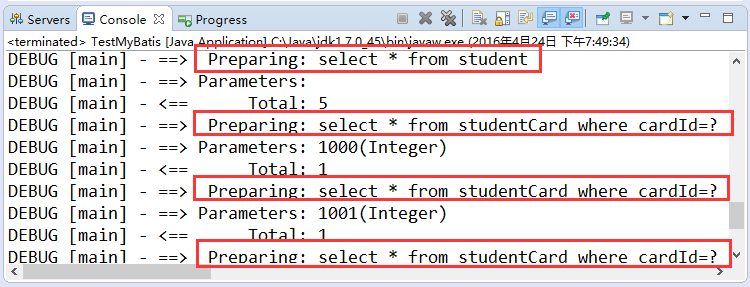 Servers Console Progress
<terminated> TestMyBatis [Java Application] C:\Java\jdk1.7.0_45\bin\javaw.exe (2016年4月24日 下午7:49:34)
DEBUG [main] - ==>  Preparing: select * from student
DEBUG [main] - ==> Parameters:
DEBUG [main] - <==      Total: 5
DEBUG [main] - ==>  Preparing: select * from studentCard where cardId=?
DEBUG [main] - ==> Parameters: 1000(Integer)
DEBUG [main] - <==      Total: 1
DEBUG [main] - ==>  Preparing: select * from studentCard where cardId=?
DEBUG [main] - ==> Parameters: 1001(Integer)
DEBUG [main] - <==      Total: 1
DEBUG [main] - ==>  Preparing: select * from studentCard where cardId=?